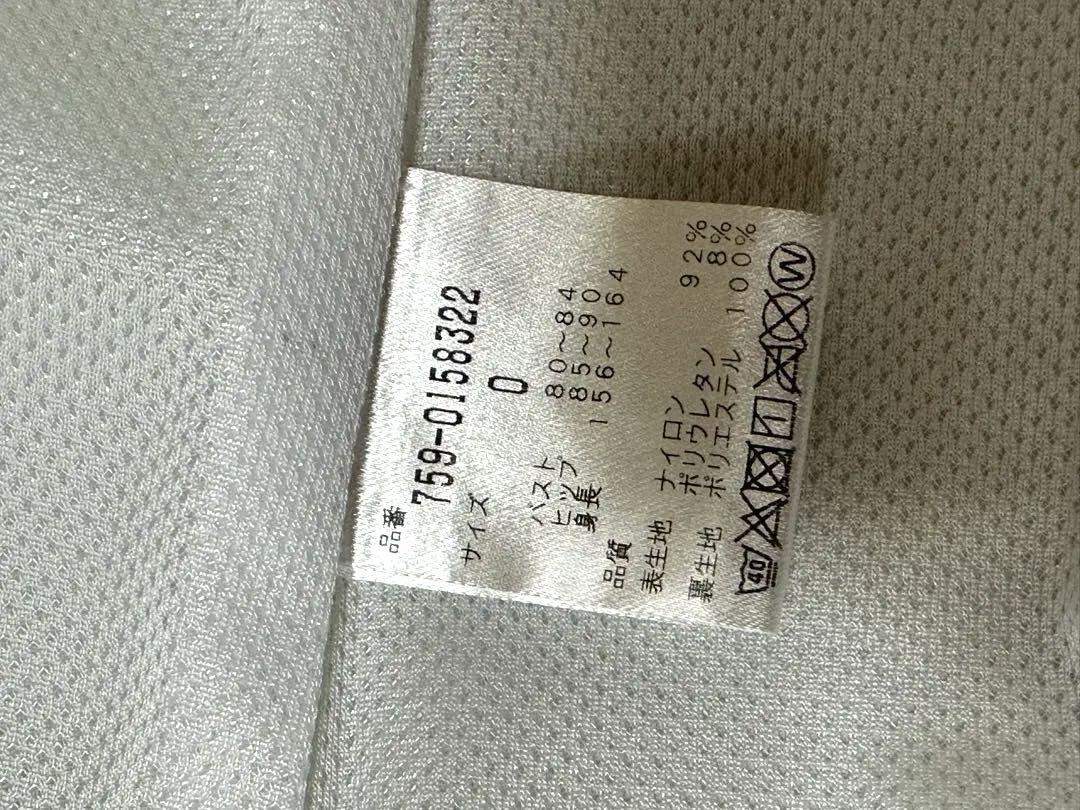 品番
759-0158322
サイズ 0
バスト 80～84
ヒップ 85～90
身長 156～164
品質
表生地 ナイロン 92%
ポリウレタン 8%
裏生地 ポリエステル 100%
40 W